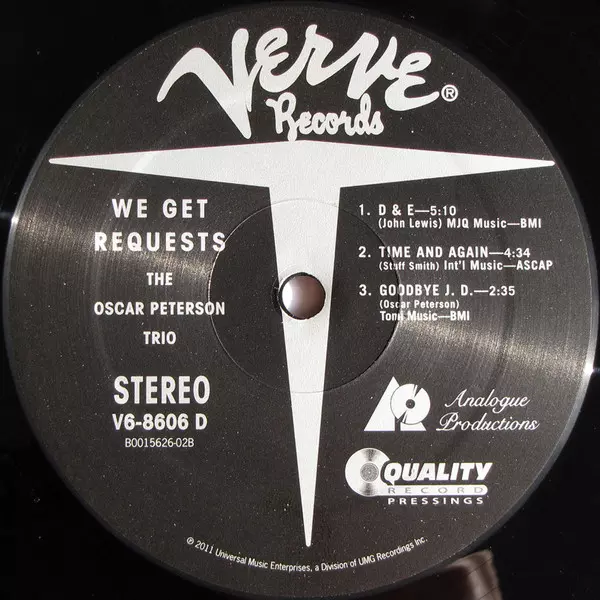 VERVE®
Records
WE GET
REQUESTS
THE
OSCAR PETERSON
TRIO
STEREO
V6-8606 D
B0015626-02B
1. D & E—5:10
(John Lewis) MJQ Music—BMI
2. TIME AND AGAIN—4:34
(Stuff Smith) Int'l Music—ASCAP
3. GOODBYE J. D.—2:35
(Oscar Peterson)
Tomi Music—BMI
AP
Analogue
Productions
QUALITY
RECORD
PRESSINGS
℗ 2011 Universal Music Enterprises, a Division of UMG Recordings Inc.